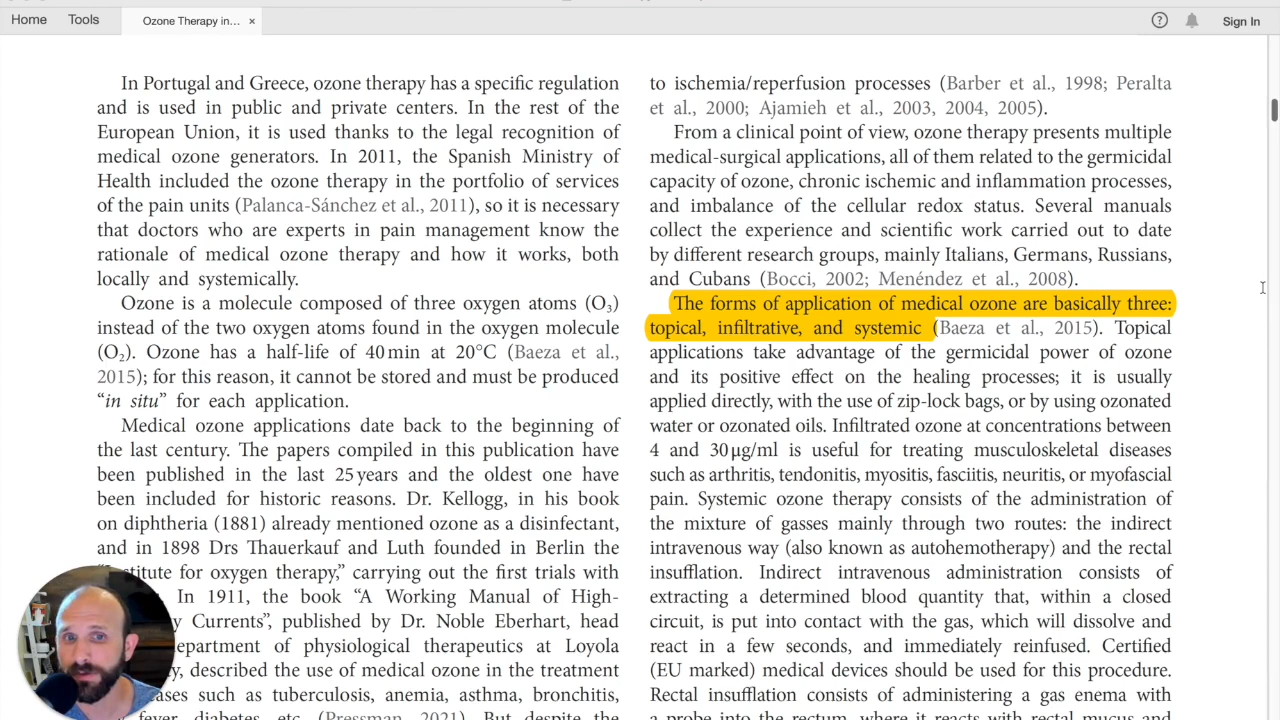 Home Tools Ozone Therapy in... × ? Sign In
In Portugal and Greece, ozone therapy has a specific regulation
and is used in public and private centers. In the rest of the
European Union, it is used thanks to the legal recognition of
medical ozone generators. In 2011, the Spanish Ministry of
Health included the ozone therapy in the portfolio of services
of the pain units (Palanca-Sánchez et al., 2011), so it is necessary
that doctors who are experts in pain management know the
rationale of medical ozone therapy and how it works, both
locally and systemically.
Ozone is a molecule composed of three oxygen atoms (O₃)
instead of the two oxygen atoms found in the oxygen molecule
(O₂). Ozone has a half-life of 40 min at 20°C (Baeza et al.,
2015); for this reason, it cannot be stored and must be produced
“in situ” for each application.
Medical ozone applications date back to the beginning of
the last century. The papers compiled in this publication have
been published in the last 25 years and the oldest one have
been included for historic reasons. Dr. Kellogg, in his book
on diphtheria (1881) already mentioned ozone as a disinfectant,
and in 1898 Drs Thauerkauf and Luth founded in Berlin the
“Institute for oxygen therapy,” carrying out the first trials with
In 1911, the book “A Working Manual of High-
Currents”, published by Dr. Noble Eberhart, head
epartment of physiological therapeutics at Loyola
described the use of medical ozone in the treatment
ases such as tuberculosis, anemia, asthma, bronchitis,
fever, diabetes, etc. (Pressman, 2021). But despite the
to ischemia/reperfusion processes (Barber et al., 1998; Peralta
et al., 2000; Ajamieh et al., 2003, 2004, 2005).
From a clinical point of view, ozone therapy presents multiple
medical-surgical applications, all of them related to the germicidal
capacity of ozone, chronic ischemic and inflammation processes,
and imbalance of the cellular redox status. Several manuals
collect the experience and scientific work carried out to date
by different research groups, mainly Italians, Germans, Russians,
and Cubans (Bocci, 2002; Menéndez et al., 2008).
The forms of application of medical ozone are basically three:
topical, infiltrative, and systemic (Baeza et al., 2015). Topical
applications take advantage of the germicidal power of ozone
and its positive effect on the healing processes; it is usually
applied directly, with the use of zip-lock bags, or by using ozonated
water or ozonated oils. Infiltrated ozone at concentrations between
4 and 30 μg/ml is useful for treating musculoskeletal diseases
such as arthritis, tendonitis, myositis, fasciitis, neuritis, or myofascial
pain. Systemic ozone therapy consists of the administration of
the mixture of gasses mainly through two routes: the indirect
intravenous way (also known as autohemotherapy) and the rectal
insufflation. Indirect intravenous administration consists of
extracting a determined blood quantity that, within a closed
circuit, is put into contact with the gas, which will dissolve and
react in a few seconds, and immediately reinfused. Certified
(EU marked) medical devices should be used for this procedure.
Rectal insufflation consists of administering a gas enema with
a probe into the rectum, where it reacts with rectal mucus and